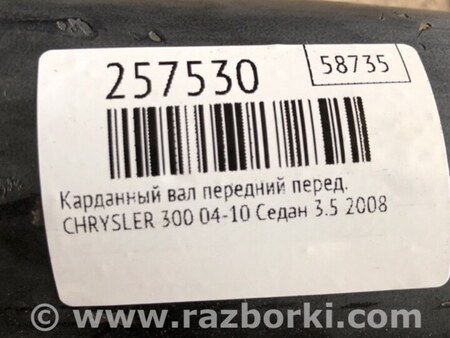 257530
58735
Карданный вал передний перед.
CHRYSLER 300 04-10 Седан 3.5 2008
© www.razborki.com